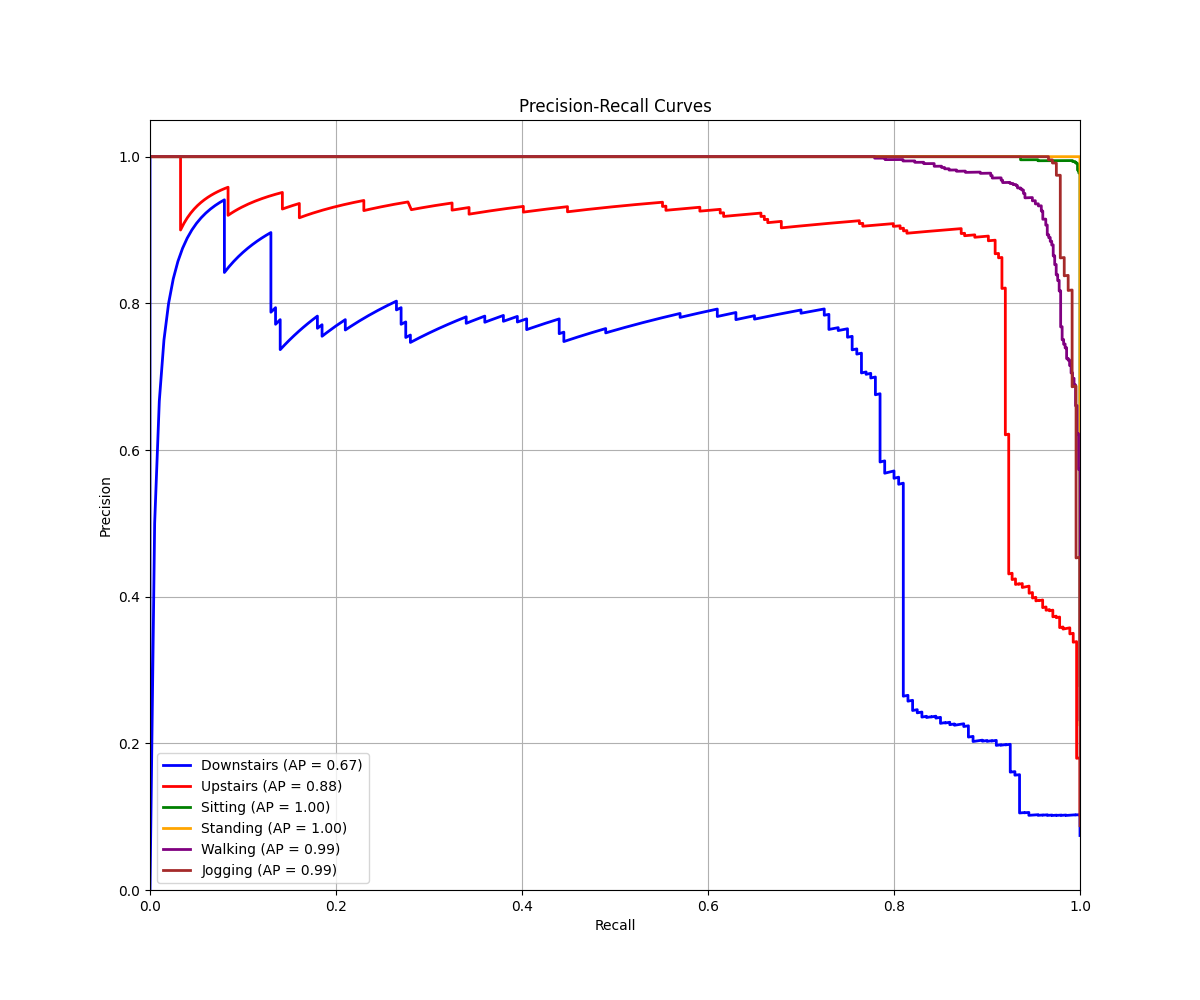 Precision-Recall Curves
1.0
0.8
0.6
0.4
0.2
0.0
Precision
Downstairs (AP = 0.67)
Upstairs (AP = 0.88)
Sitting (AP = 1.00)
Standing (AP = 1.00)
Walking (AP = 0.99)
Jogging (AP = 0.99)
0.0 0.2 0.4 0.6 0.8 1.0
Recall